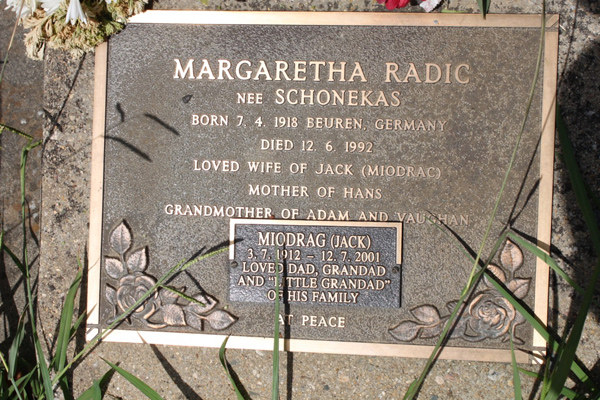 MARGARETHA RADIC
NEE SCHONEKAS
BORN 7. 4. 1918 BEUREN, GERMANY
DIED 12. 6. 1992
LOVED WIFE OF JACK (MIODRAC)
MOTHER OF HANS
GRANDMOTHER OF ADAM AND VAUGHAN
MIODRAG (JACK)
3. 7. 1912 – 12. 7. 2001
LOVED DAD, GRANDAD
AND "LITTLE GRANDAD"
OF HIS FAMILY
AT PEACE